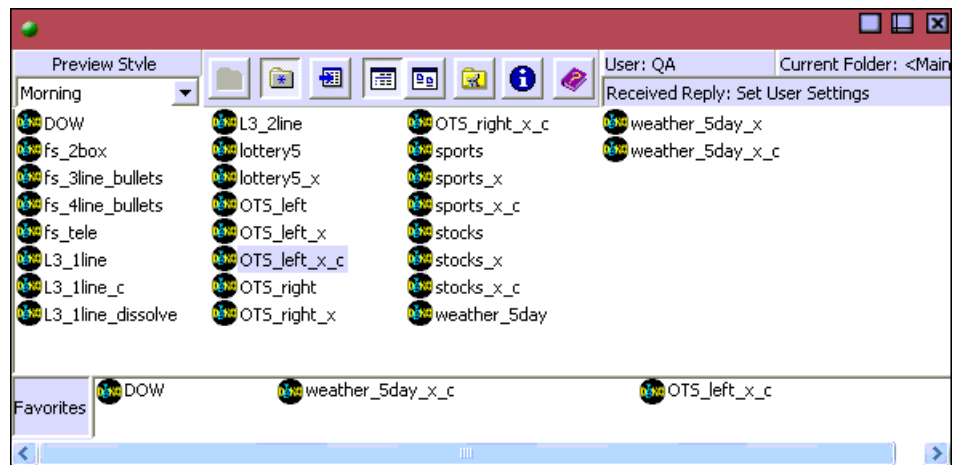 Preview Style
User: QA
Current Folder: <Main
Morning
Received Reply: Set User Settings
DOW
L3_2line
OTS_right_x_c
weather_5day_x
fs_2box
lottery5
sports
weather_5day_x_c
fs_3line_bullets
lottery5_x
sports_x
fs_4line_bullets
OTS_left
sports_x_c
fs_tele
OTS_left_x
stocks
L3_1line
OTS_left_x_c
stocks_x
L3_1line_c
OTS_right
stocks_x_c
L3_1line_dissolve
OTS_right_x
weather_5day
Favorites
DOW
weather_5day_x_c
OTS_left_x_c